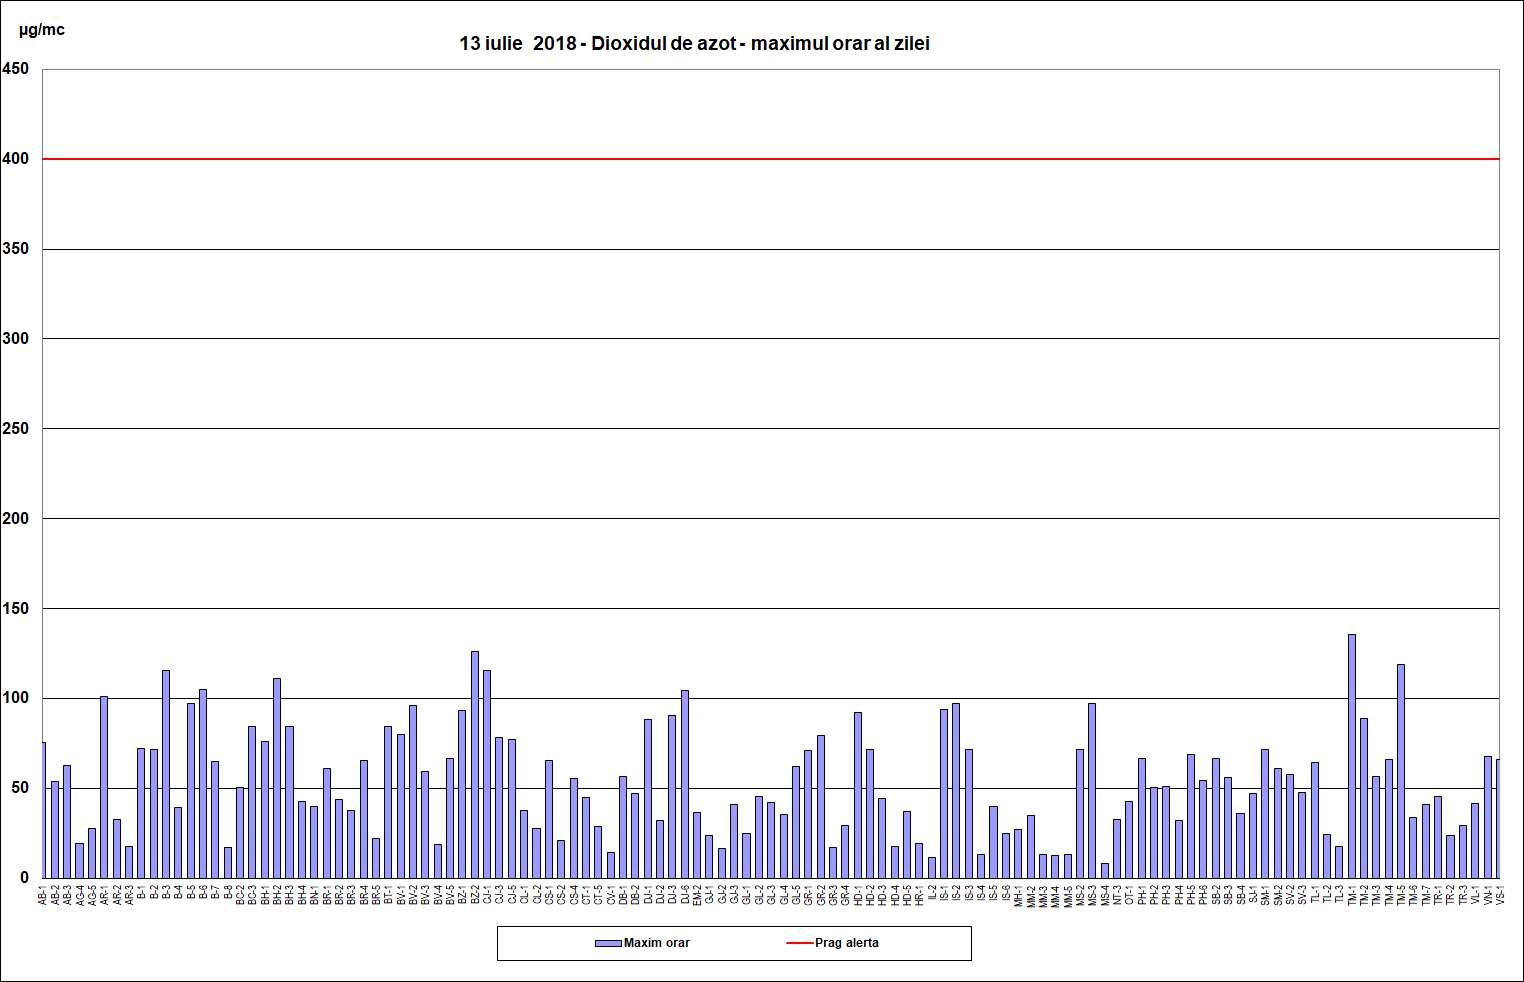 µg/mc
13 iulie 2018 - Dioxidul de azot - maximul orar al zilei
450
400
350
300
250
200
150
100
50
0
AB-1 AB-2 AB-3 AG-4 AG-5 AR-1 AR-2 AR-3 B-1 B-2 B-3 B-4 B-5 B-6 B-7 B-8 BC-2 BC-3 BH-1 BH-2 BH-3 BH-4 BN-1 BR-1 BR-2 BR-3 BR-4 BR-5 BT-1 BV-1 BV-2 BV-3 BV-4 BV-5 BZ-1 BZ-2 CJ-1 CJ-3 CJ-5 CL-1 CL-2 CS-1 CS-2 CS-4 CT-1 CT-5 CV-1 DB-1 DB-2 DJ-1 DJ-2 DJ-3 DJ-6 EM-2 GJ-1 GJ-2 GJ-3 GL-1 GL-2 GL-3 GL-4 GL-5 GR-1 GR-2 GR-3 GR-4 HD-1 HD-2 HD-3 HD-4 HD-5 HR-1 IL-2 IS-1 IS-2 IS-3 IS-4 IS-5 IS-6 MH-1 MM-2 MM-3 MM-4 MM-5 MS-2 MS-3 MS-4 NT-3 OT-1 PH-1 PH-2 PH-3 PH-4 PH-5 PH-6 SB-2 SB-3 SB-4 SJ-1 SM-1 SM-2 SV-2 SV-3 TL-1 TL-2 TL-3 TM-1 TM-2 TM-3 TM-4 TM-5 TM-6 TM-7 TR-1 TR-2 TR-3 VL-1 VN-1 VS-1
Maxim orar Prag alerta